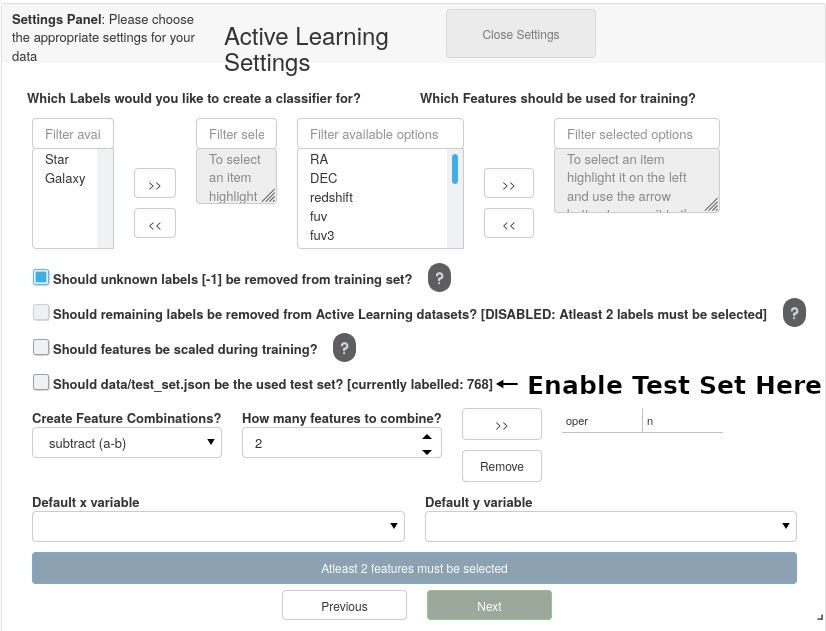 Settings Panel: Please choose
the appropriate settings for your
data
Active Learning
Settings
Close Settings
Which Labels would you like to create a classifier for?
Which Features should be used for training?
Filter avai
Star
Galaxy
>>
<<
Filter sele
To select
an item
highlight
Filter available options
RA
DEC
redshift
fuv
fuv3
>>
<<
Filter selected options
To select an item
highlight it on the left
and use the arrow
Should unknown labels [-1] be removed from training set?
?
Should remaining labels be removed from Active Learning datasets? [DISABLED: Atleast 2 labels must be selected]
?
Should features be scaled during training?
?
Should data/test_set.json be the used test set? [currently labelled: 768]
Enable Test Set Here
Create Feature Combinations?
subtract (a-b)
How many features to combine?
2
>>
Remove
oper
n
Default x variable
Default y variable
Atleast 2 features must be selected
Previous
Next